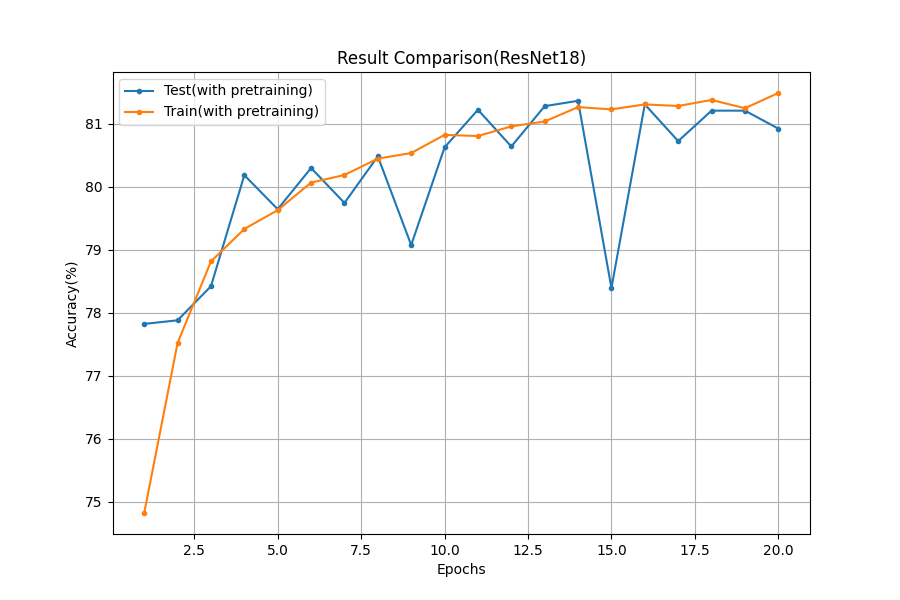 Result Comparison(ResNet18)
Test(with pretraining)
Train(with pretraining)
81
80
79
78
77
76
75
Accuracy(%)
2.5 5.0 7.5 10.0 12.5 15.0 17.5 20.0
Epochs